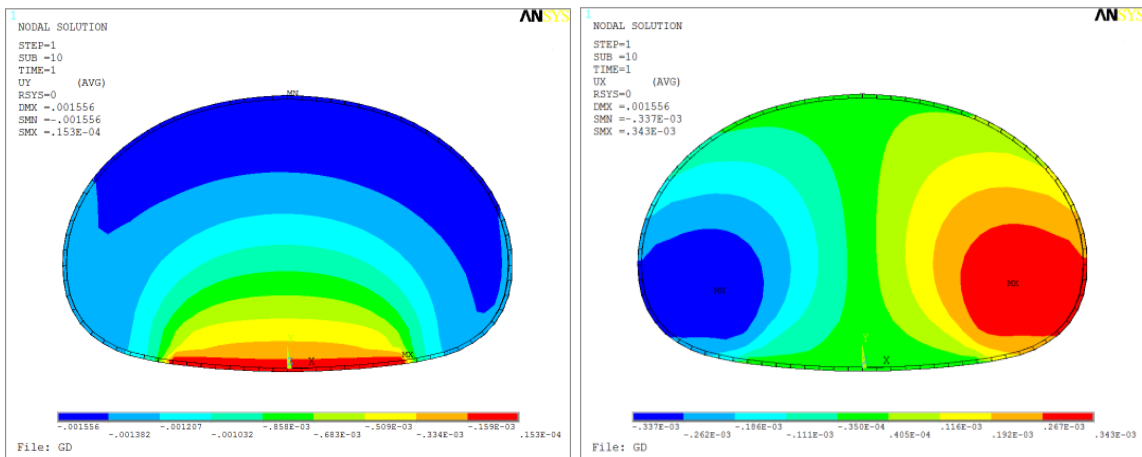 1
ANSYS
NODAL SOLUTION
STEP=1
SUB =10
TIME=1
UY (AVG)
RSYS=0
DMX =.001556
SMN =-.001556
SMX =.153E-04
MN
Y
X
MX
-.001556 -.001207 -.858E-03 -.509E-03 -.159E-03
-.001382 -.001032 -.683E-03 -.334E-03 .153E-04
File: GD
1
ANSYS
NODAL SOLUTION
STEP=1
SUB =10
TIME=1
UX (AVG)
RSYS=0
DMX =.001556
SMN =-.337E-03
SMX =.343E-03
MX
MN
Y
X
-.337E-03 -.186E-03 -.350E-04 .116E-03 .267E-03
-.262E-03 -.111E-03 .405E-04 .192E-03 .343E-03
File: GD